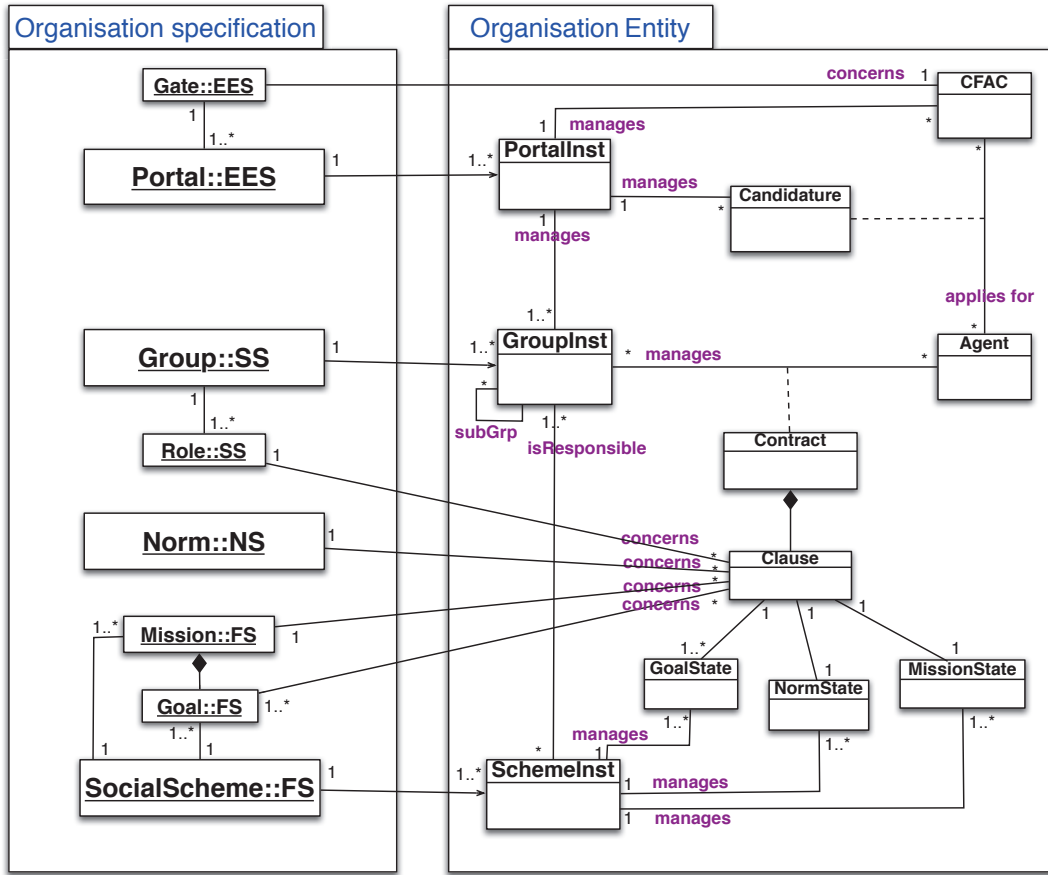 Organisation specification
Organisation Entity
Gate::EES
concerns
1
CFAC
1
1..*
1
manages
*
*
Portal::EES
1
1..*
PortalInst
manages
1
*
Candidature
1
manages
applies for
1..*
*
Group::SS
1
1..*
GroupInst
*
manages
*
Agent
*
subGrp
1..*
isResponsible
1
1..*
Role::SS
1
Contract
Norm::NS
1
concerns
*
concerns
*
concerns
*
concerns
*
Clause
1
1
1
1..*
Mission::FS
1
1..*
1
1
GoalState
NormState
MissionState
Goal::FS
1..*
1..*
1..*
1..*
1..*
1
1
*
manages
1
SocialScheme::FS
1
1..*
SchemeInst
1
manages
1
manages